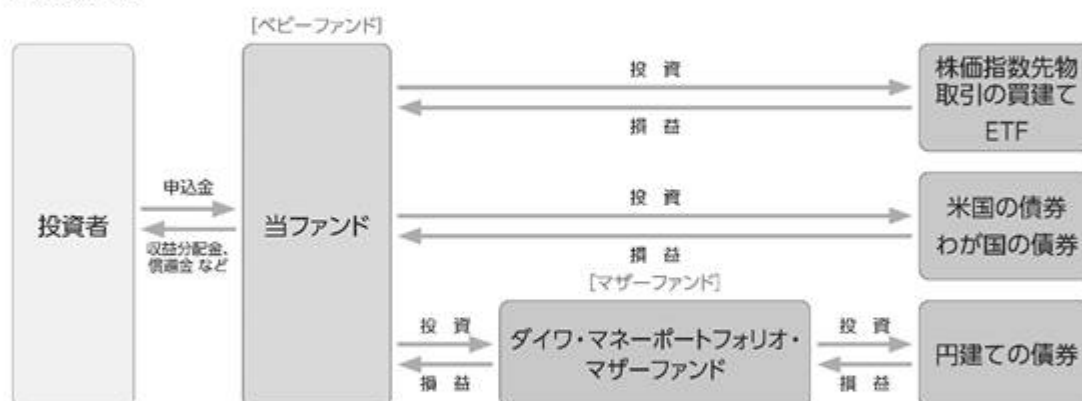 [ベビーファンド]
投資者
申込金
収益分配金、
償還金 など
当ファンド
投 資
損 益
株価指数先物
取引の買建て
ETF
投 資
損 益
米国の債券
わが国の債券
[マザーファンド]
投 資
損 益
ダイワ・マネーポートフォリオ・
マザーファンド
投 資
損 益
円建ての債券